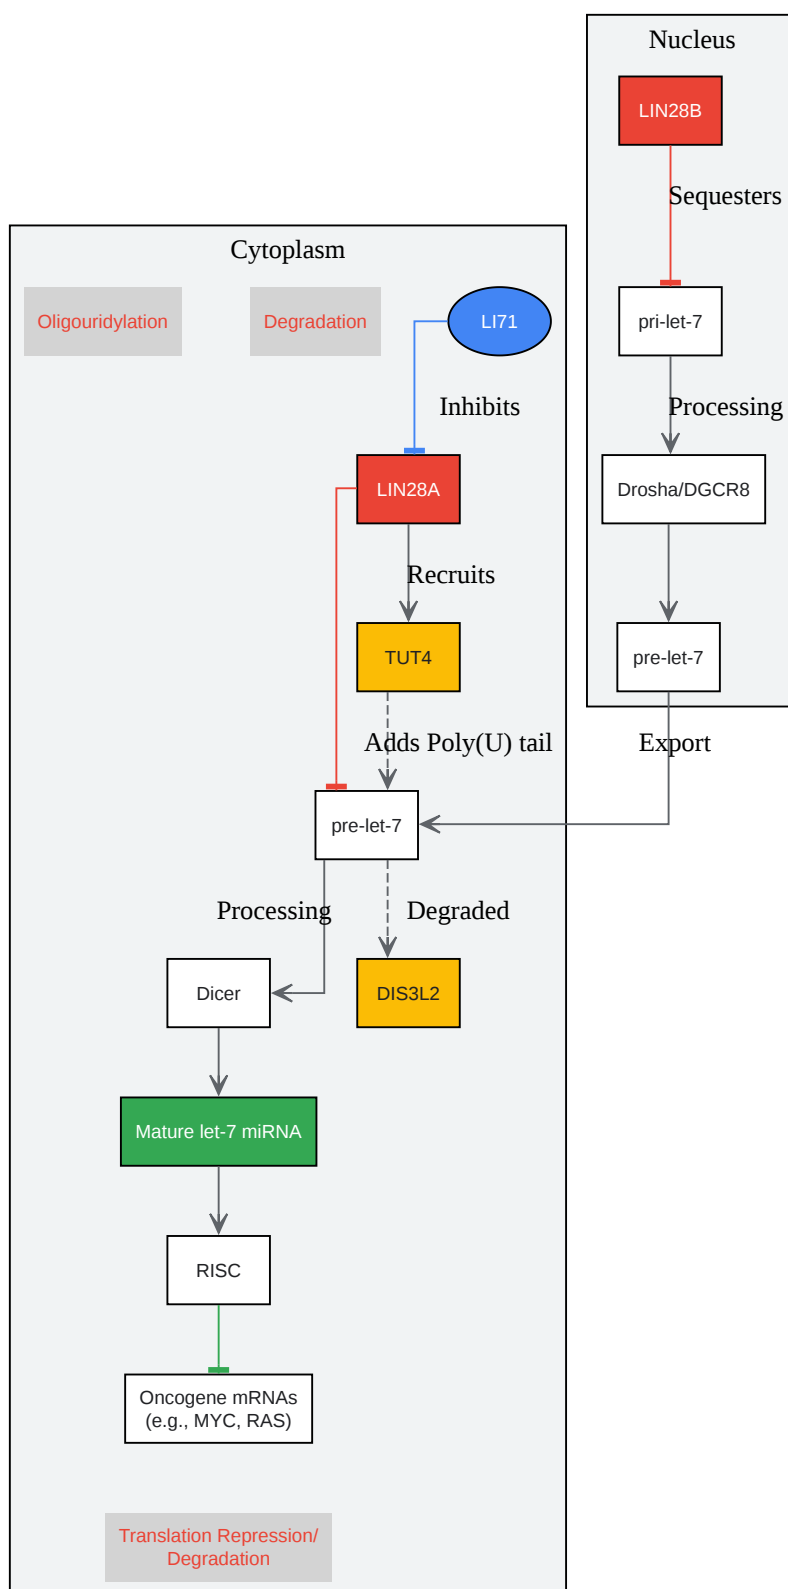 Nucleus
LIN28B
Sequesters
Cytoplasm
Oligouridylation
Degradation
LI71
pri-let-7
Inhibits
Processing
LIN28A
Drosha/DGCR8
Recruits
TUT4
pre-let-7
Adds Poly(U) tail
Export
pre-let-7
Processing
Degraded
Dicer
DIS3L2
Mature let-7 miRNA
RISC
Oncogene mRNAs
(e.g., MYC, RAS)
Translation Repression/
Degradation